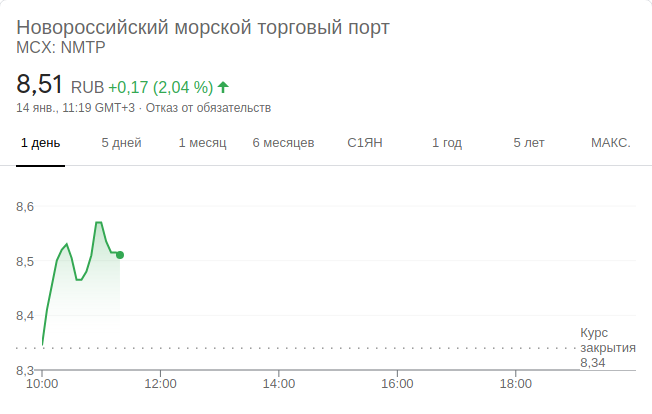 Новороссийский морской торговый порт
MCX: NMTP
8,51 RUB +0,17 (2,04 %)
14 янв., 11:19 GMT+3 · Отказ от обязательств
1 день 5 дней 1 месяц 6 месяцев С1ЯН 1 год 5 лет МАКС.
8,6
8,5
8,4
Курс
закрытия
8,34
8,3
10:00 12:00 14:00 16:00 18:00